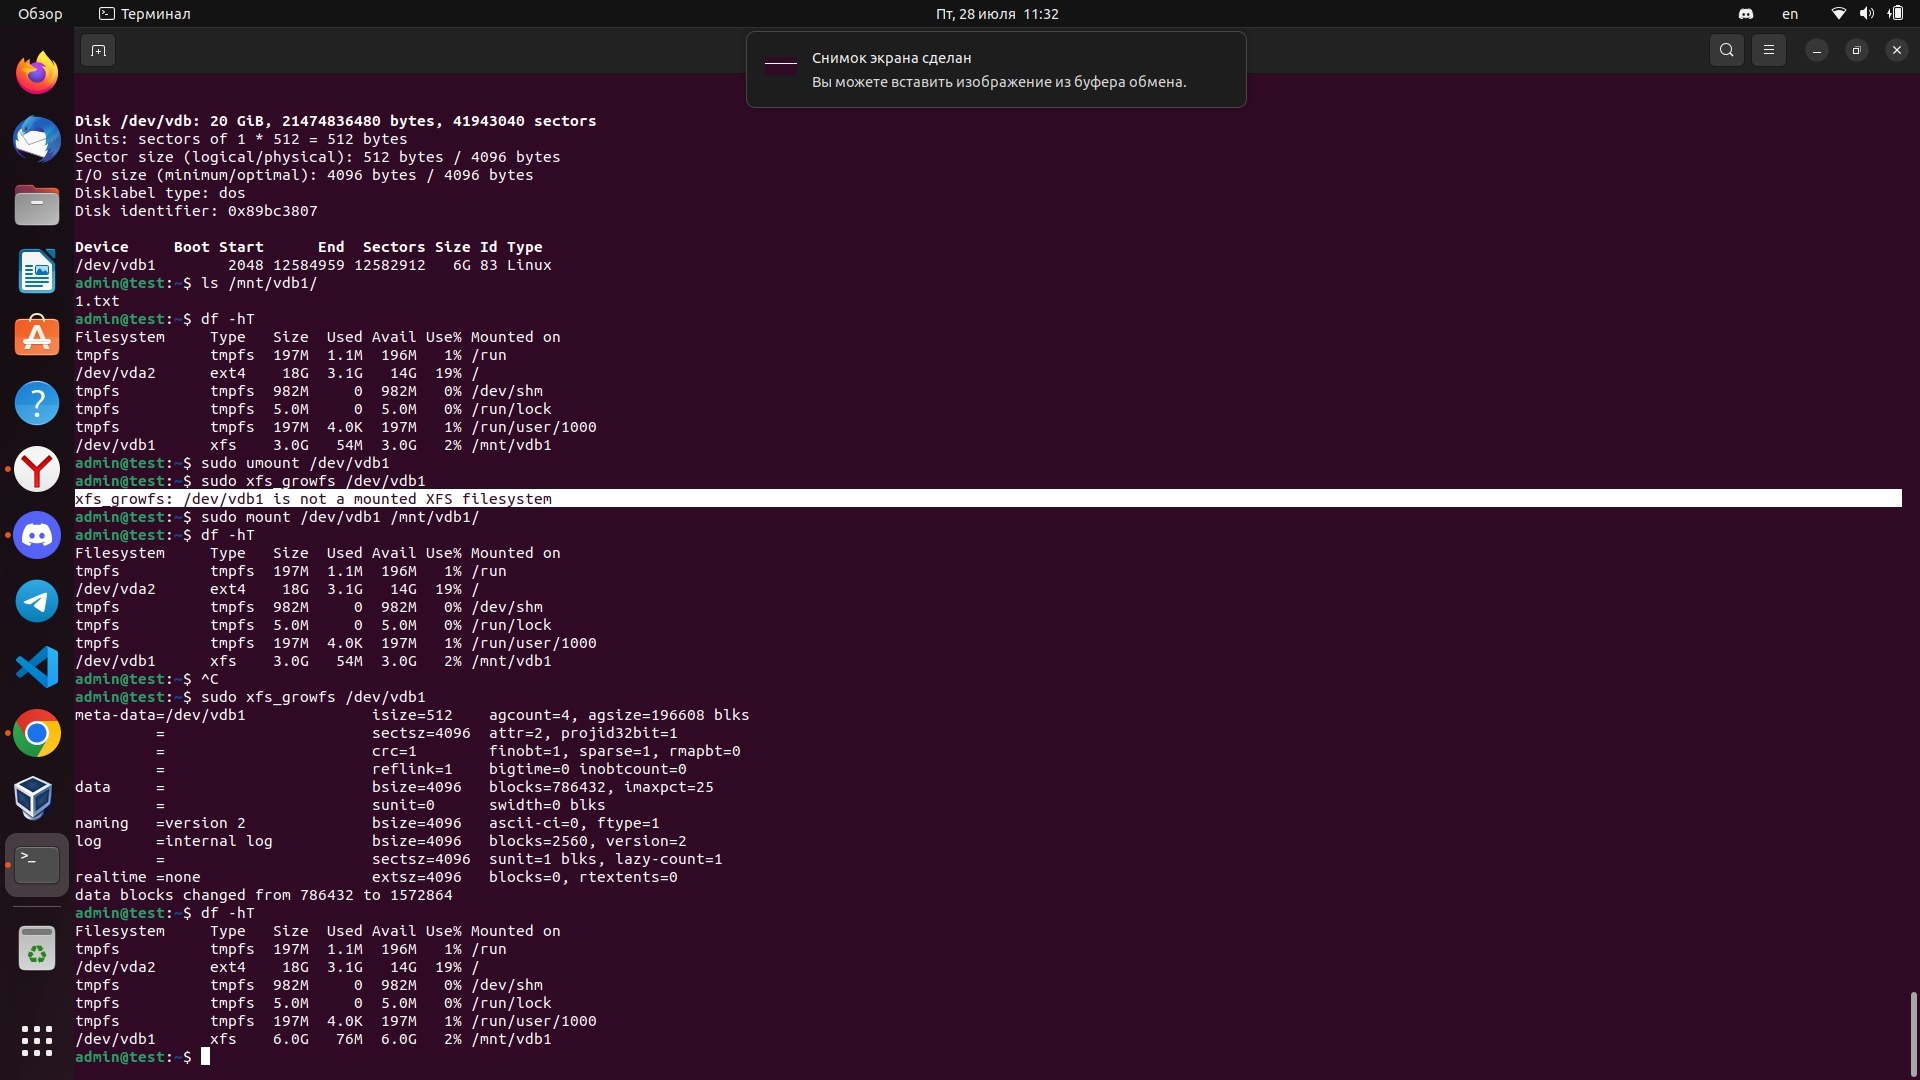 Обзор
Терминал
Пт, 28 июля 11:32
en
Снимок экрана сделан
Вы можете вставить изображение из буфера обмена.
Disk /dev/vdb: 20 GiB, 21474836480 bytes, 41943040 sectors
Units: sectors of 1 * 512 = 512 bytes
Sector size (logical/physical): 512 bytes / 4096 bytes
I/O size (minimum/optimal): 4096 bytes / 4096 bytes
Disklabel type: dos
Disk identifier: 0x89bc3807
Device     Boot Start      End  Sectors Size Id Type
/dev/vdb1        2048 12584959 12582912   6G 83 Linux
admin@test:~$ ls /mnt/vdb1/
1.txt
admin@test:~$ df -hT
Filesystem     Type   Size  Used Avail Use% Mounted on
tmpfs          tmpfs  197M  1.1M  196M   1% /run
/dev/vda2      ext4    18G  3.1G   14G  19% /
tmpfs          tmpfs  982M     0  982M   0% /dev/shm
tmpfs          tmpfs  5.0M     0  5.0M   0% /run/lock
tmpfs          tmpfs  197M  4.0K  197M   1% /run/user/1000
/dev/vdb1      xfs    3.0G   54M  3.0G   2% /mnt/vdb1
admin@test:~$ sudo umount /dev/vdb1
admin@test:~$ sudo xfs_growfs /dev/vdb1
xfs_growfs: /dev/vdb1 is not a mounted XFS filesystem
admin@test:~$ sudo mount /dev/vdb1 /mnt/vdb1/
admin@test:~$ df -hT
Filesystem     Type   Size  Used Avail Use% Mounted on
tmpfs          tmpfs  197M  1.1M  196M   1% /run
/dev/vda2      ext4    18G  3.1G   14G  19% /
tmpfs          tmpfs  982M     0  982M   0% /dev/shm
tmpfs          tmpfs  5.0M     0  5.0M   0% /run/lock
tmpfs          tmpfs  197M  4.0K  197M   1% /run/user/1000
/dev/vdb1      xfs    3.0G   54M  3.0G   2% /mnt/vdb1
admin@test:~$ ^C
admin@test:~$ sudo xfs_growfs /dev/vdb1
meta-data=/dev/vdb1              isize=512    agcount=4, agsize=196608 blks
         =                       sectsz=4096  attr=2, projid32bit=1
         =                       crc=1        finobt=1, sparse=1, rmapbt=0
         =                       reflink=1    bigtime=0 inobtcount=0
data     =                       bsize=4096   blocks=786432, imaxpct=25
         =                       sunit=0      swidth=0 blks
naming   =version 2              bsize=4096   ascii-ci=0, ftype=1
log      =internal log           bsize=4096   blocks=2560, version=2
         =                       sectsz=4096  sunit=1 blks, lazy-count=1
realtime =none                   extsz=4096   blocks=0, rtextents=0
data blocks changed from 786432 to 1572864
admin@test:~$ df -hT
Filesystem     Type   Size  Used Avail Use% Mounted on
tmpfs          tmpfs  197M  1.1M  196M   1% /run
/dev/vda2      ext4    18G  3.1G   14G  19% /
tmpfs          tmpfs  982M     0  982M   0% /dev/shm
tmpfs          tmpfs  5.0M     0  5.0M   0% /run/lock
tmpfs          tmpfs  197M  4.0K  197M   1% /run/user/1000
/dev/vdb1      xfs    6.0G   76M  6.0G   2% /mnt/vdb1
admin@test:~$